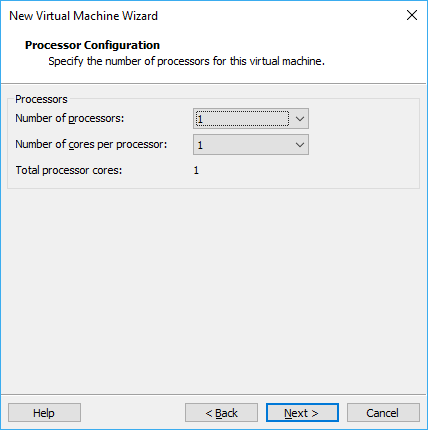 New Virtual Machine Wizard
Processor Configuration
Specify the number of processors for this virtual machine.
Processors
Number of processors: 1
Number of cores per processor: 1
Total processor cores: 1
Help < Back Next > Cancel